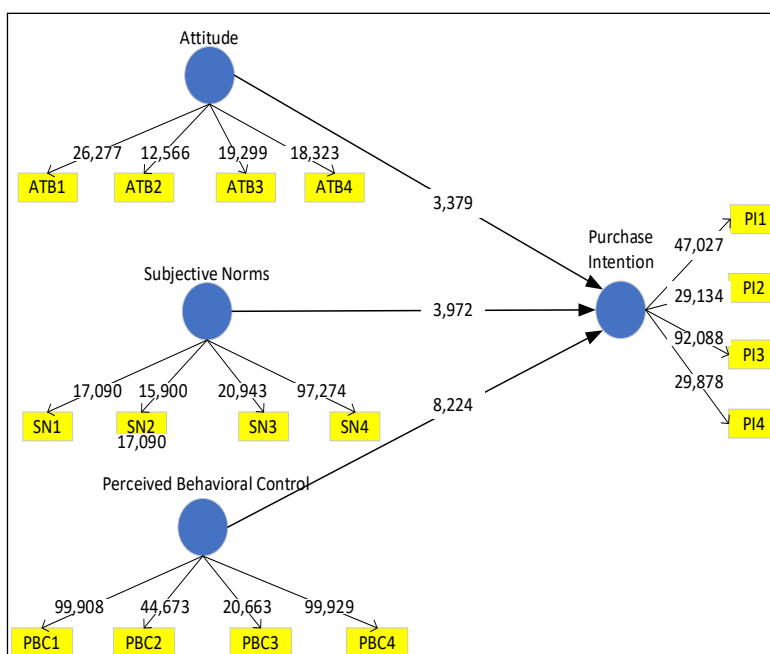 Attitude
26,277 12,566 19,299 18,323
ATB1 ATB2 ATB3 ATB4
3,379
Purchase
Intention
PI1
47,027
PI2
29,134
92,088
PI3
29,878
PI4
Subjective Norms
3,972
17,090 15,900 20,943 97,274
SN1 SN2 SN3 SN4
17,090
8,224
Perceived Behavioral Control
99,908 44,673 20,663 99,929
PBC1 PBC2 PBC3 PBC4